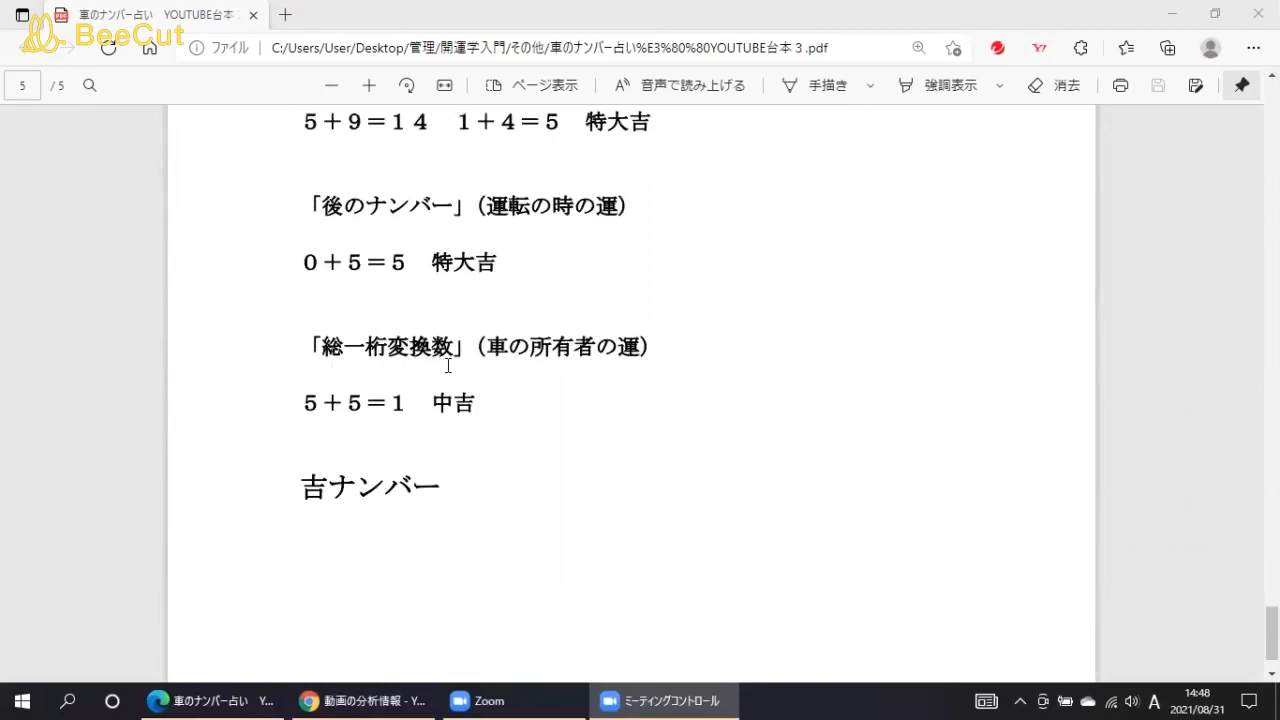 車のナンバー占い　YOUTUBE台本
BeeCut
ファイル
C:/Users/User/Desktop/管理/開運学入門/その他/車のナンバー占い%E3%80%80YOUTUBE台本３.pdf
5 / 5
ページ表示
音声で読み上げる
手描き
強調表示
消去
５＋９＝１４　１＋４＝５　特大吉
「後のナンバー」（運転の時の運）
０＋５＝５　特大吉
「総一桁変換数」（車の所有者の運）
５＋５＝１　中吉
吉ナンバー
車のナンバー占い　Y...
動画の分析情報 - Y...
Zoom
ミーティングコントロール
A
14:48
2021/08/31